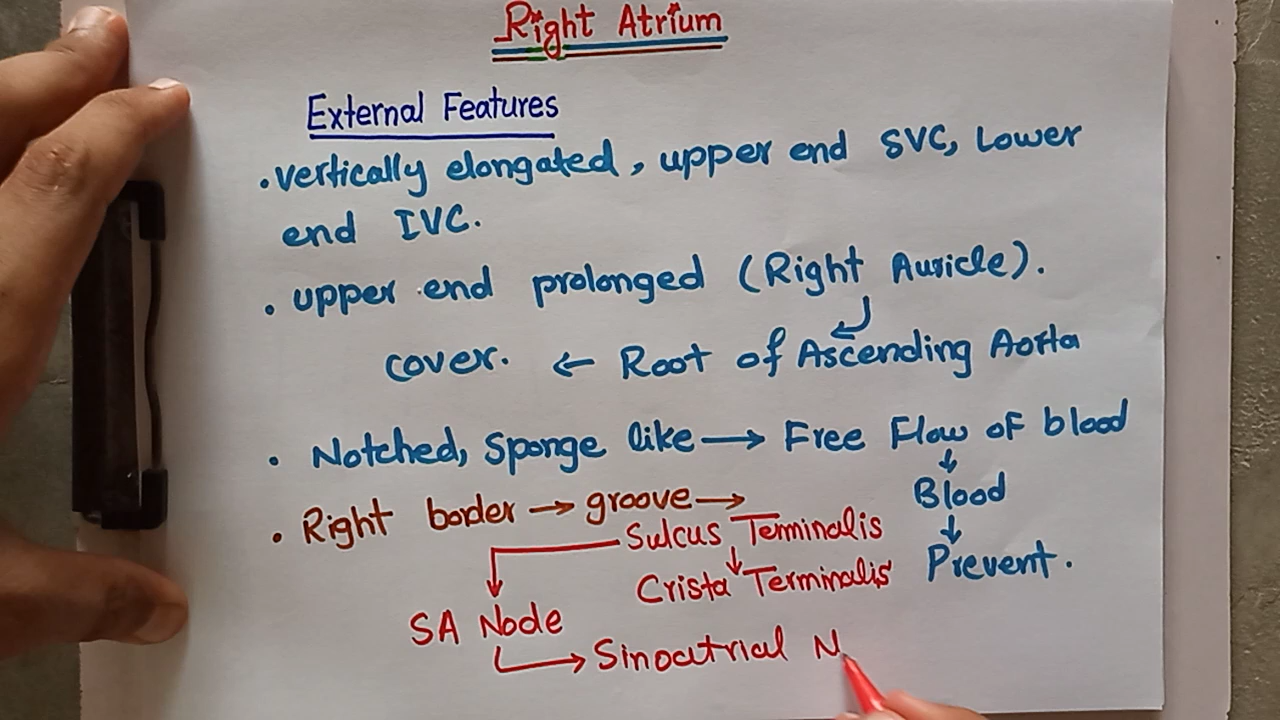 Right Atrium
External Features
• vertically elongated, upper end SVC, Lower
end IVC.
• upper end prolonged (Right Auricle).
cover. ← Root of Ascending Aorta
• Notched, Sponge like → Free Flow of blood
↓
Blood
↓
Prevent.
• Right border → groove →
Sulcus Terminalis
↓
Crista Terminalis
SA Node
→ Sinoatrial N